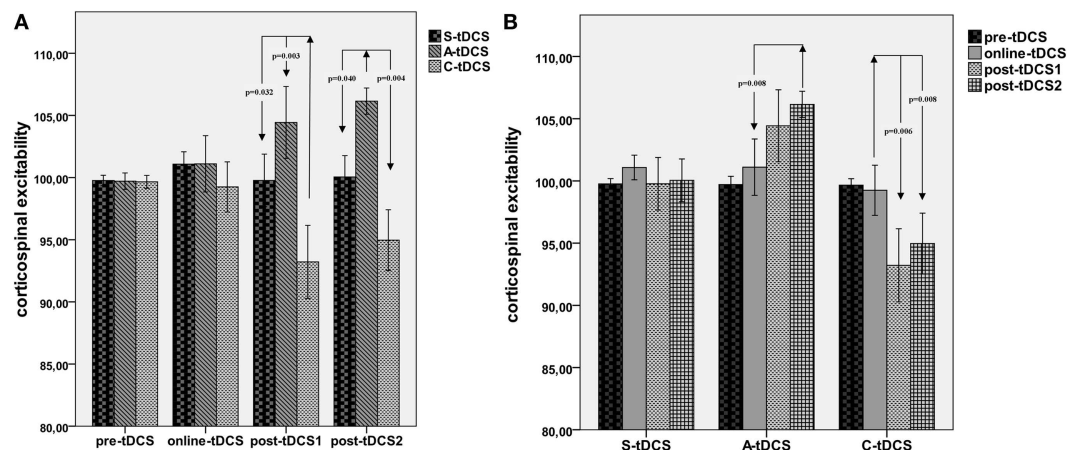 A
corticospinal excitability
110,00
105,00
100,00
95,00
90,00
85,00
80,00
p=0.032
p=0.003
p=0.040
p=0.004
pre-tDCS
online-tDCS
post-tDCS1
post-tDCS2
S-tDCS
A-tDCS
C-tDCS
B
corticospinal excitability
110,00
105,00
100,00
95,00
90,00
85,00
80,00
p=0.008
p=0.006
p=0.008
S-tDCS
A-tDCS
C-tDCS
pre-tDCS
online-tDCS
post-tDCS1
post-tDCS2